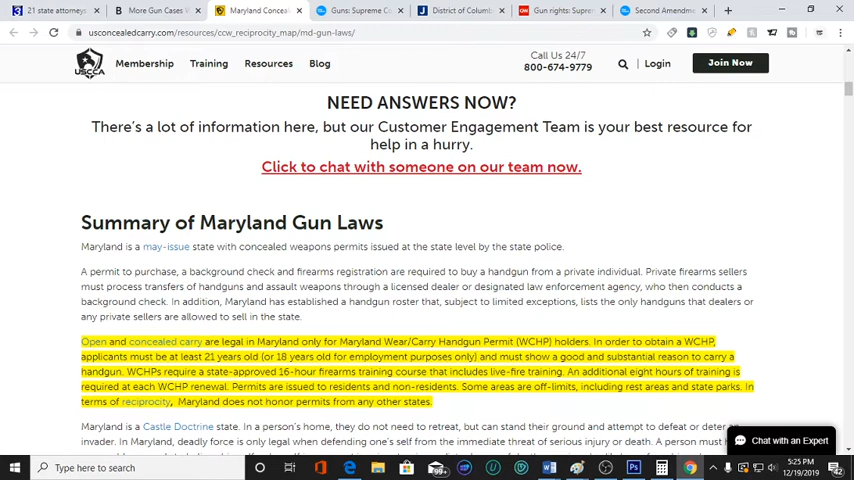 21 state attorneys
More Gun Cases V
Maryland Conceal
Guns: Supreme Co
District of Columb
Gun rights: Supre
Second Amendme
usconcealedcarry.com/resources/ccw_reciprocity_map/md-gun-laws/
USCCA
Membership
Training
Resources
Blog
Call Us 24/7
800-674-9779
Login
Join Now
NEED ANSWERS NOW?
There's a lot of information here, but our Customer Engagement Team is your best resource for
help in a hurry.
Click to chat with someone on our team now.
Summary of Maryland Gun Laws
Maryland is a may-issue state with concealed weapons permits issued at the state level by the state police.
A permit to purchase, a background check and firearms registration are required to buy a handgun from a private individual. Private firearms sellers
must process transfers of handguns and assault weapons through a licensed dealer or designated law enforcement agency, who then conducts a
background check. In addition, Maryland has established a handgun roster that, subject to limited exceptions, lists the only handguns that dealers or
any private sellers are allowed to sell in the state.
Open and concealed carry are legal in Maryland only for Maryland Wear/Carry Handgun Permit (WCHP) holders. In order to obtain a WCHP,
applicants must be at least 21 years old (or 18 years old for employment purposes only) and must show a good and substantial reason to carry a
handgun. WCHPs require a state-approved 16-hour firearms training course that includes live-fire training. An additional eight hours of training is
required at each WCHP renewal. Permits are issued to residents and non-residents. Some areas are off-limits, including rest areas and state parks. In
terms of reciprocity, Maryland does not honor permits from any other states.
Maryland is a Castle Doctrine state. In a person's home, they do not need to retreat, but can stand their ground and attempt to defeat or deter an
invader. In Maryland, deadly force is only legal when defending one's self from the immediate threat of serious injury or death. A person must
Chat with an Expert
Type here to search
99+
5:25 PM
12/19/2019
42